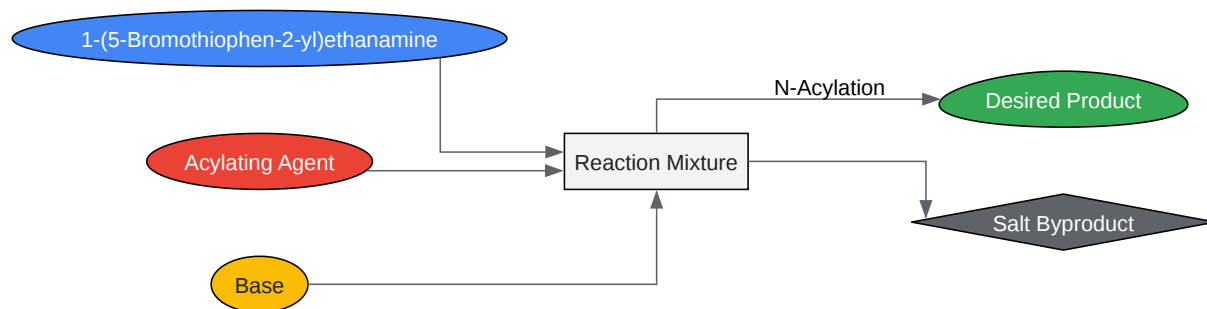 1-(5-Bromothiophen-2-yl)ethanamine
N-Acylation
Desired Product
Acylating Agent
Reaction Mixture
Salt Byproduct
Base